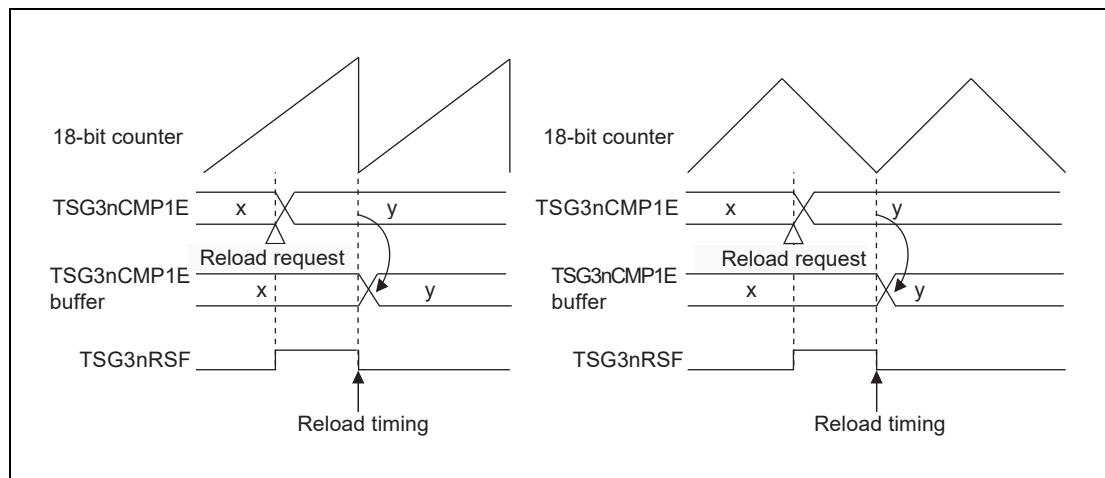 18-bit counter
TSG3nCMP1E
x
y
Reload request
TSG3nCMP1E
buffer
x
y
TSG3nRSF
Reload timing
18-bit counter
TSG3nCMP1E
x
y
Reload request
TSG3nCMP1E
buffer
x
y
TSG3nRSF
Reload timing